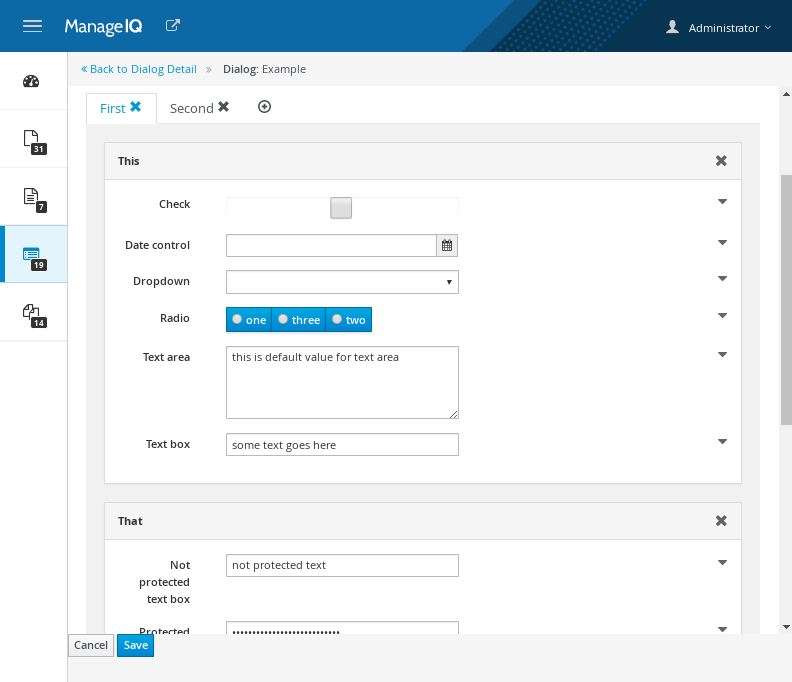 ManageIQ
Administrator
« Back to Dialog Detail » Dialog: Example
First Second
31
7
19
14
This
Check
Date control
Dropdown
Radio one three two
Text area this is default value for text area
Text box some text goes here
That
Not protected text box not protected text
Protected ••••••••••••••••••••••••••
Cancel Save